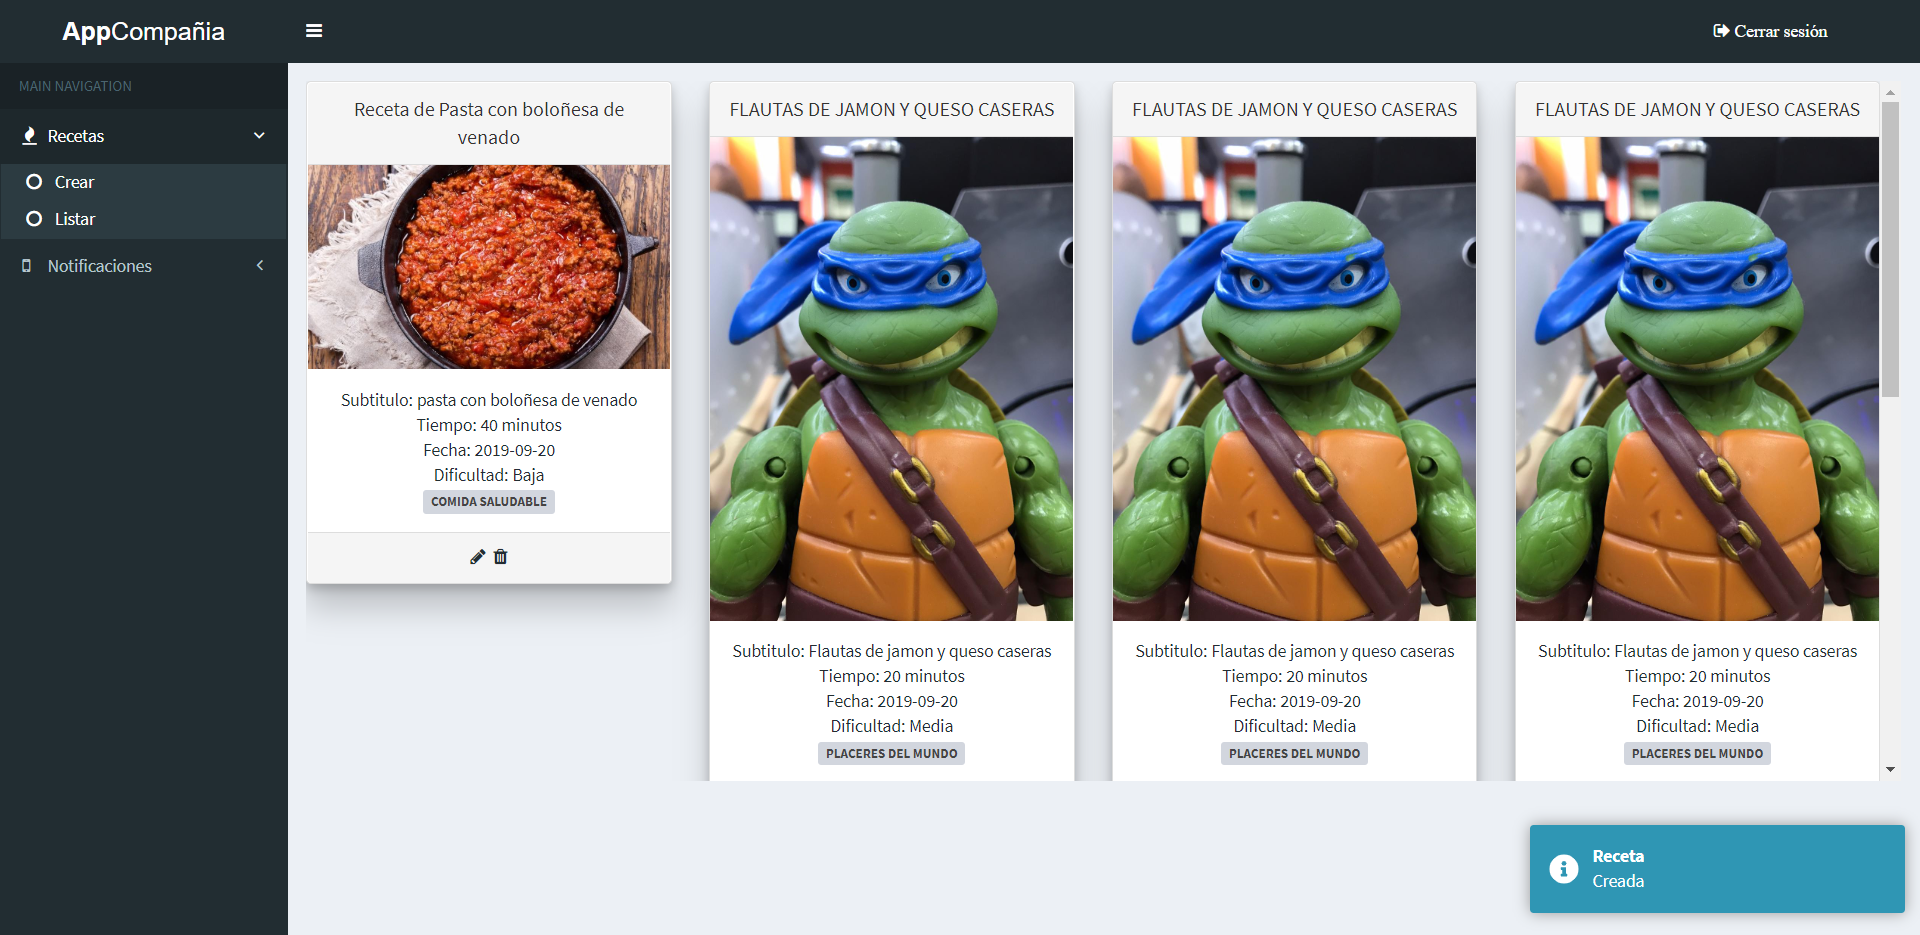 AppCompañia
Cerrar sesión
MAIN NAVIGATION
Recetas
Crear
Listar
Notificaciones
Receta de Pasta con boloñesa de
venado
Subtitulo: pasta con boloñesa de venado
Tiempo: 40 minutos
Fecha: 2019-09-20
Dificultad: Baja
COMIDA SALUDABLE
FLAUTAS DE JAMON Y QUESO CASERAS
Subtitulo: Flautas de jamon y queso caseras
Tiempo: 20 minutos
Fecha: 2019-09-20
Dificultad: Media
PLACERES DEL MUNDO
FLAUTAS DE JAMON Y QUESO CASERAS
Subtitulo: Flautas de jamon y queso caseras
Tiempo: 20 minutos
Fecha: 2019-09-20
Dificultad: Media
PLACERES DEL MUNDO
FLAUTAS DE JAMON Y QUESO CASERAS
Subtitulo: Flautas de jamon y queso caseras
Tiempo: 20 minutos
Fecha: 2019-09-20
Dificultad: Media
PLACERES DEL MUNDO
Receta
Creada